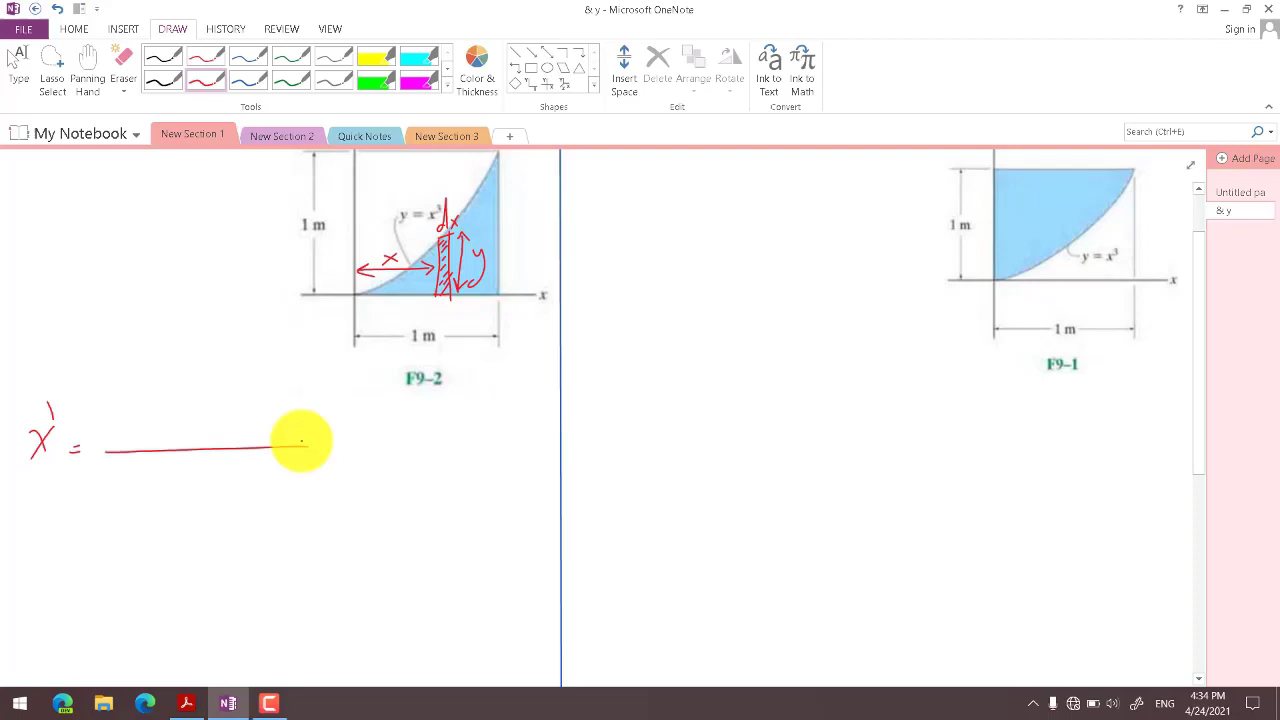 & y - Microsoft OneNote
?
Sign in
FILE HOME INSERT DRAW HISTORY REVIEW VIEW
Type
Lasso Select
Panning Hand
Eraser
Color & Thickness
Insert Space
Delete
Arrange
Rotate
Ink to Text
Ink to Math
Tools
Shapes
Edit
Convert
My Notebook
New Section 1
New Section 2
Quick Notes
New Section 3
+
Search (Ctrl+E)
Add Page
Untitled pa
& y
1 m
y = x³
dx
x
y
x
1 m
F9–2
1 m
y = x³
x
1 m
F9–1
x' =
DEV
N
C
ENG
4:34 PM
4/24/2021